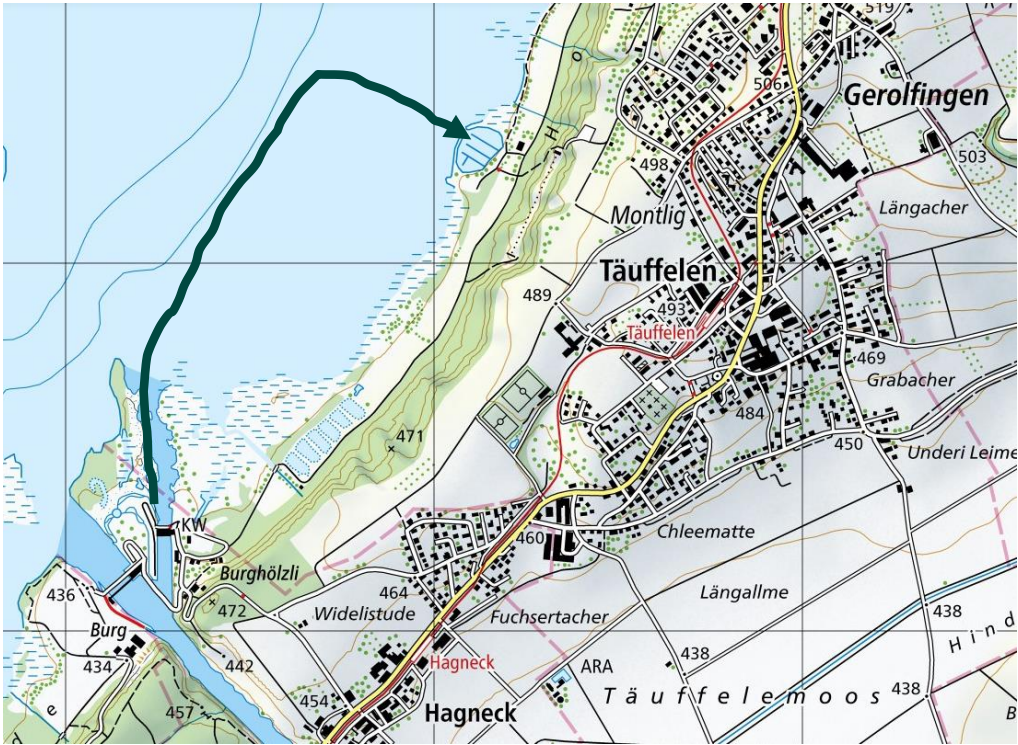 519
506
Gerolfingen
H
o
498
503
Montlig
Längacher
Täuffelen
489
493
Täuffelen
469
Grabacher
484
471
450
Underi Leime
KW
460
Chleematte
Burghölzli
436
464
Längallme
472
Widelistude
Fuchsertacher
438
Burg
Hind
434
442
438
Hagneck
ARA
Täuffelemoos
438
454
457
Hagneck
e
B